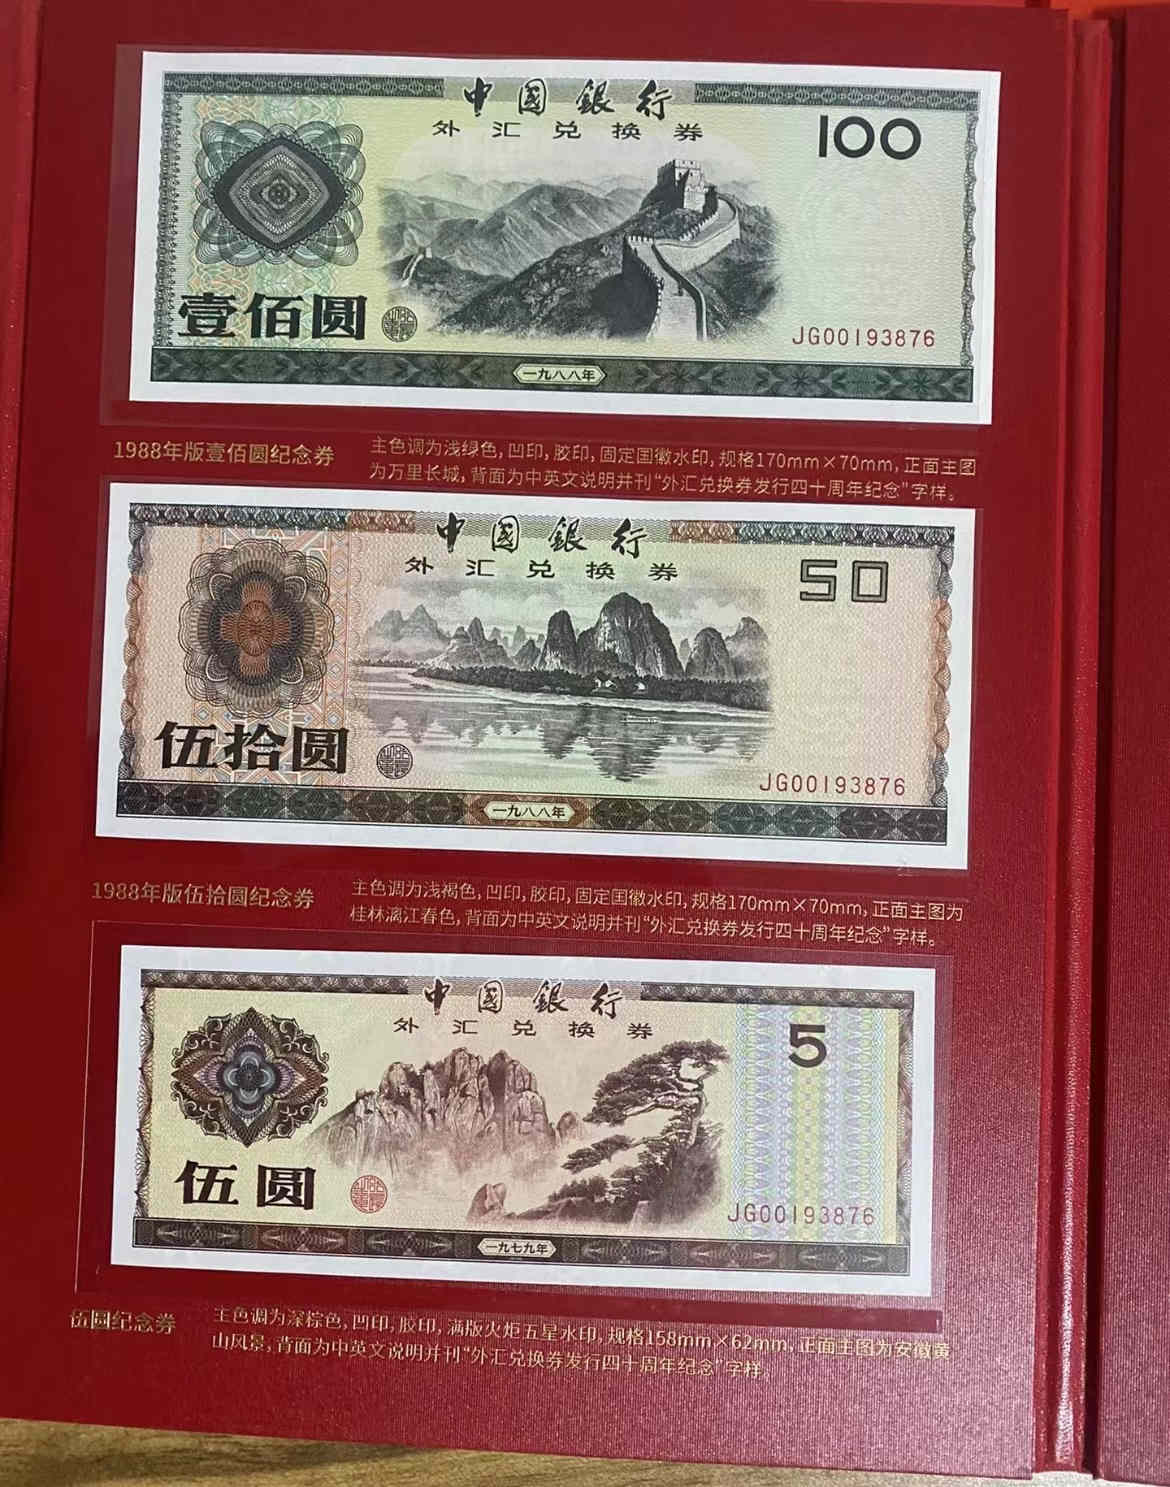 中國銀行
外汇兑换券
100
壹佰圆
JG00193876
一九八八年
1988年版壹佰圆纪念券
主色调为浅绿色,凹印,胶印,固定国徽水印,规格170mm×70mm,正面主图
为万里长城,背面为中英文说明并刊“外汇兑换券发行四十周年纪念”字样。
中國銀行
外汇兑换券
50
伍拾圆
JG00193876
一九八八年
1988年版伍拾圆纪念券
主色调为浅褐色,凹印,胶印,固定国徽水印,规格170mm×70mm,正面主图为
桂林漓江春色,背面为中英文说明并刊“外汇兑换券发行四十周年纪念”字样。
中國銀行
外汇兑换券
5
伍圆
JG00193876
一九七九年
伍圆纪念券
主色调为深棕色,凹印,胶印,满版火炬五星水印,规格158mm×62mm,正面主图为安徽黄
山风景,背面为中英文说明并刊“外汇兑换券发行四十周年纪念”字样.